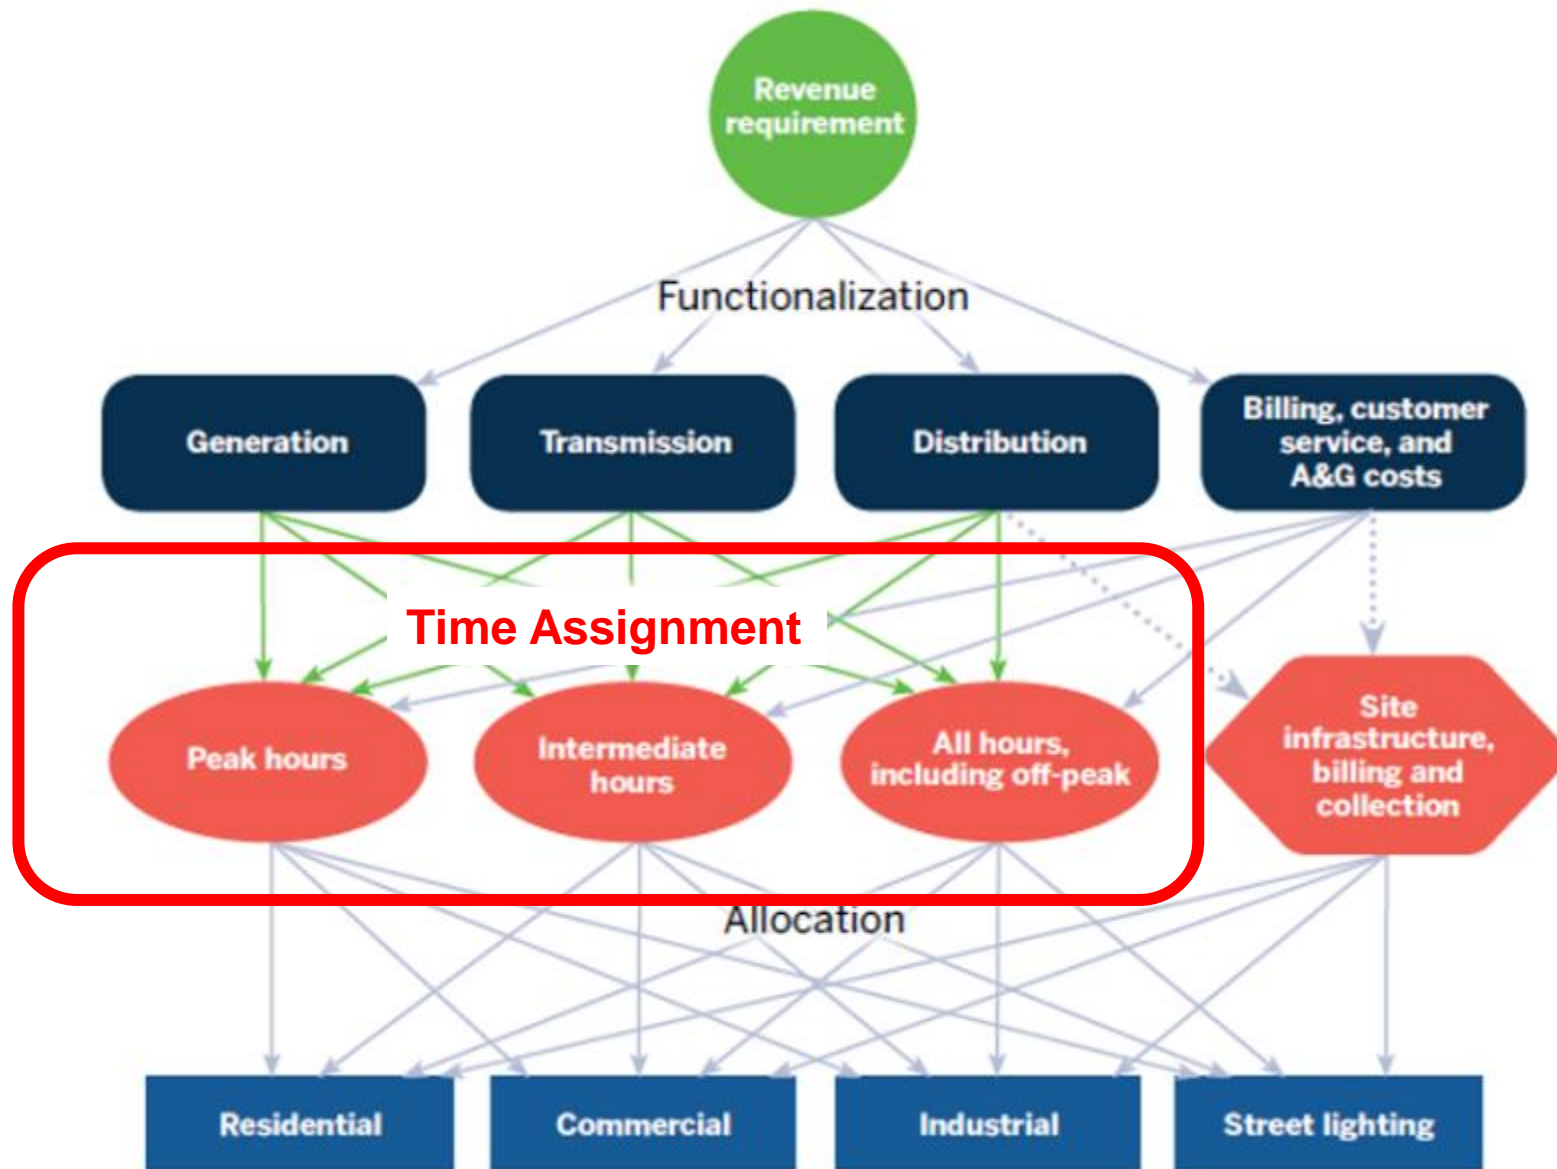 Revenue
requirement
Functionalization
Generation
Transmission
Distribution
Billing, customer
service, and
A&G costs
Time Assignment
Peak hours
Intermediate
hours
All hours,
including off-peak
Site
infrastructure,
billing and
collection
Allocation
Residential
Commercial
Industrial
Street lighting